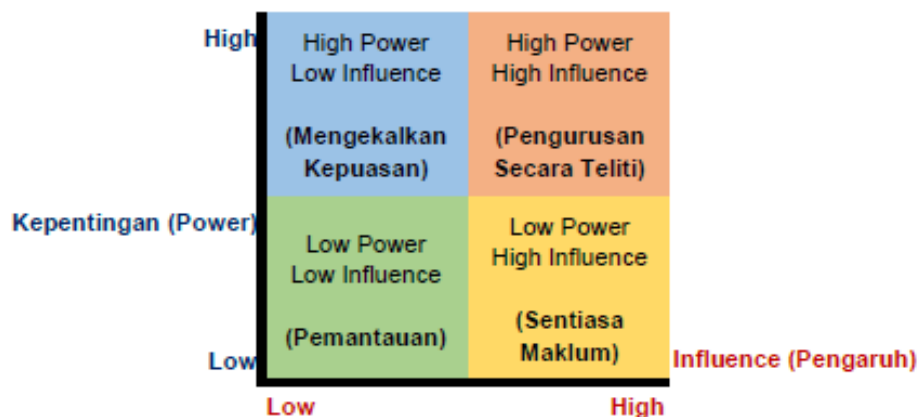 High
High Power
Low Influence
(Mengekalkan
Kepuasan)
High Power
High Influence
(Pengurusan
Secara Teliti)
Kepentingan (Power)
Low Power
Low Influence
(Pemantauan)
Low Power
High Influence
(Sentiasa
Maklum)
Low
Influence (Pengaruh)
Low
High